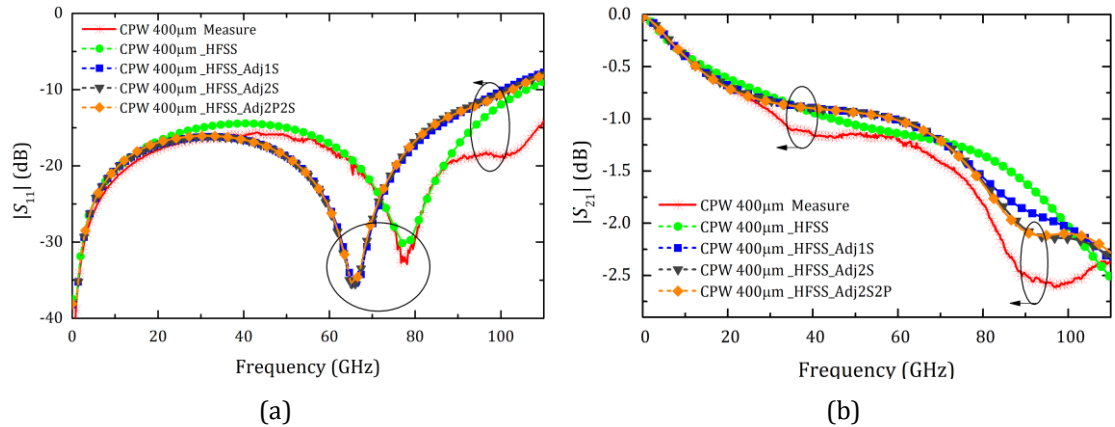 CPW 400μm Measure
CPW 400μm _HFSS
CPW 400μm _HFSS_Adj1S
CPW 400μm _HFSS_Adj2S
CPW 400μm _HFSS_Adj2P2S
0
-10
-20
-30
-40
|S11| (dB)
0 20 40 60 80 100
Frequency (GHz)
(a)
0.0
-0.5
-1.0
-1.5
-2.0
-2.5
|S21| (dB)
CPW 400μm Measure
CPW 400μm _HFSS
CPW 400μm _HFSS_Adj1S
CPW 400μm _HFSS_Adj2S
CPW 400μm _HFSS_Adj2S2P
0 20 40 60 80 100
Frequency (GHz)
(b)